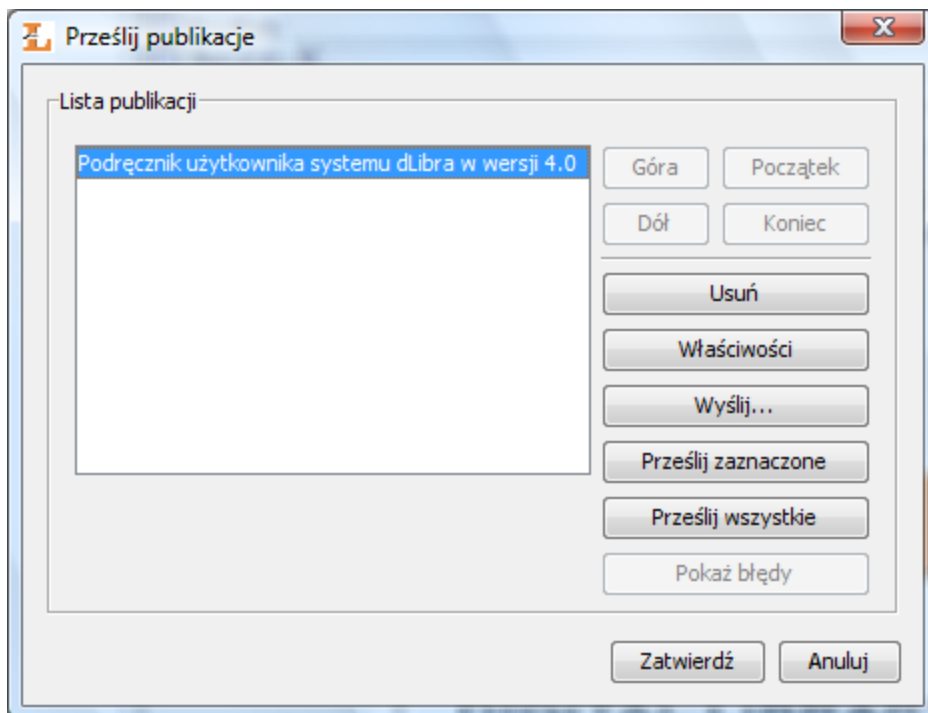 Prześlij publikacje
Lista publikacji
Podręcznik użytkownika systemu dLibra w wersji 4.0
Góra
Początek
Dół
Koniec
Usuń
Właściwości
Wyślij...
Prześlij zaznaczone
Prześlij wszystkie
Pokaż błędy
Zatwierdź
Anuluj